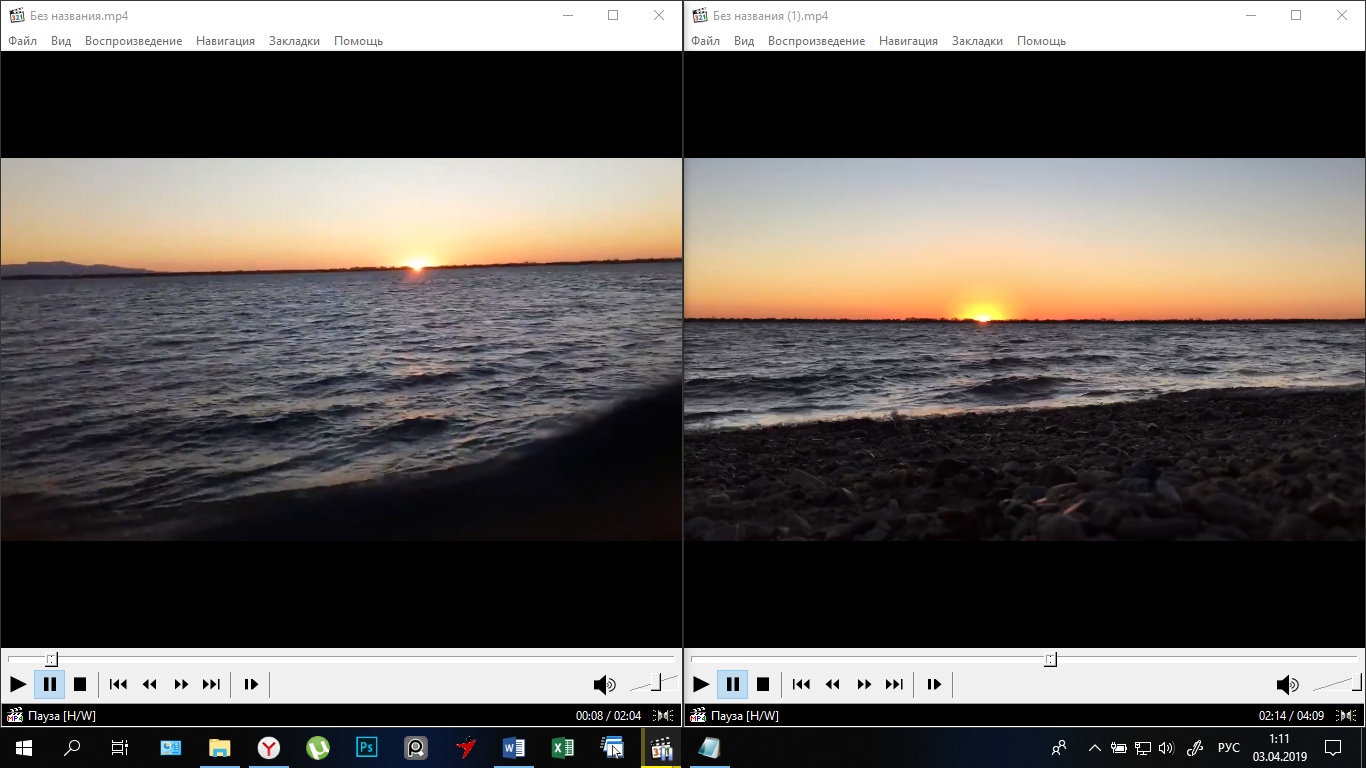 Без названия.mp4
Файл Вид Воспроизведение Навигация Закладки Помощь
Пауза [H/W] 00:08 / 02:04
Без названия (1).mp4
Файл Вид Воспроизведение Навигация Закладки Помощь
Пауза [H/W] 02:14 / 04:09
Ps
РУС
1:11
03.04.2019